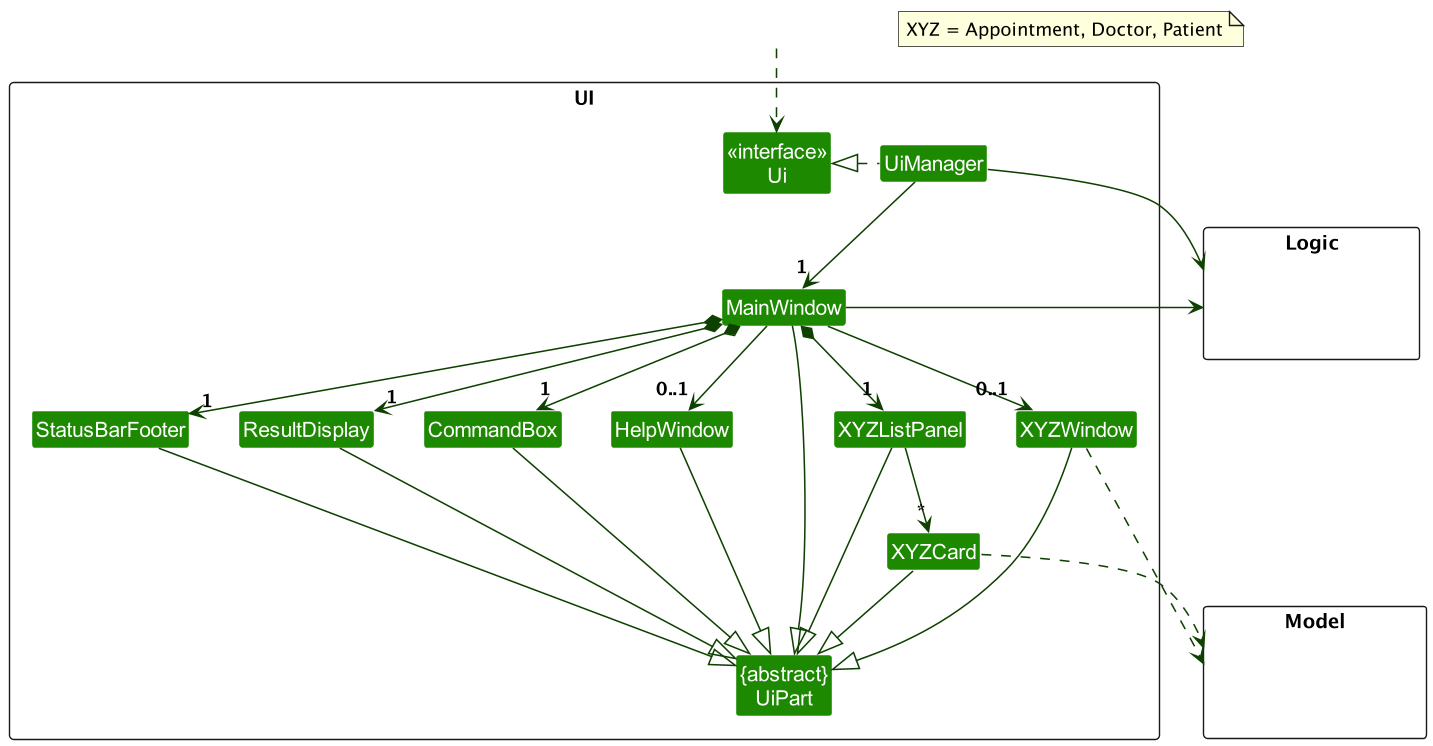 XYZ = Appointment, Doctor, Patient
UI
«interface»
Ui
UiManager
Logic
1
MainWindow
1
1
1
0..1
1
0..1
StatusBarFooter
ResultDisplay
CommandBox
HelpWindow
XYZListPanel
XYZWindow
*
XYZCard
Model
{abstract}
UiPart